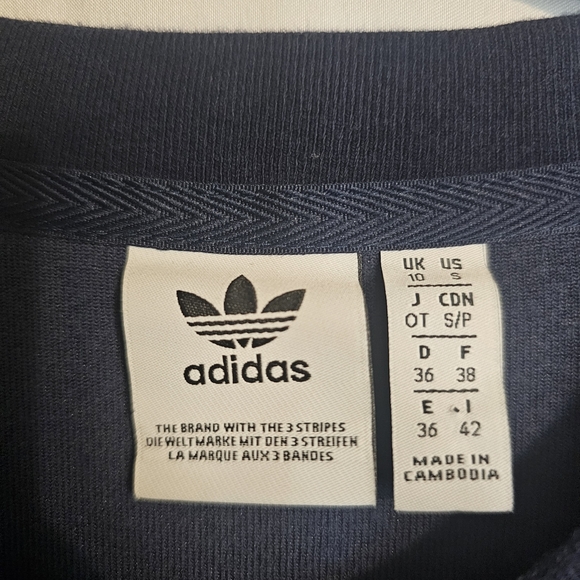 adidas
THE BRAND WITH THE 3 STRIPES
DIE WELTMARKE MIT DEN 3 STREIFEN
LA MARQUE AUX 3 BANDES
UK US
10 S
J CDN
OT S/P
D F
36 38
E I
36 42
MADE IN
CAMBODIA